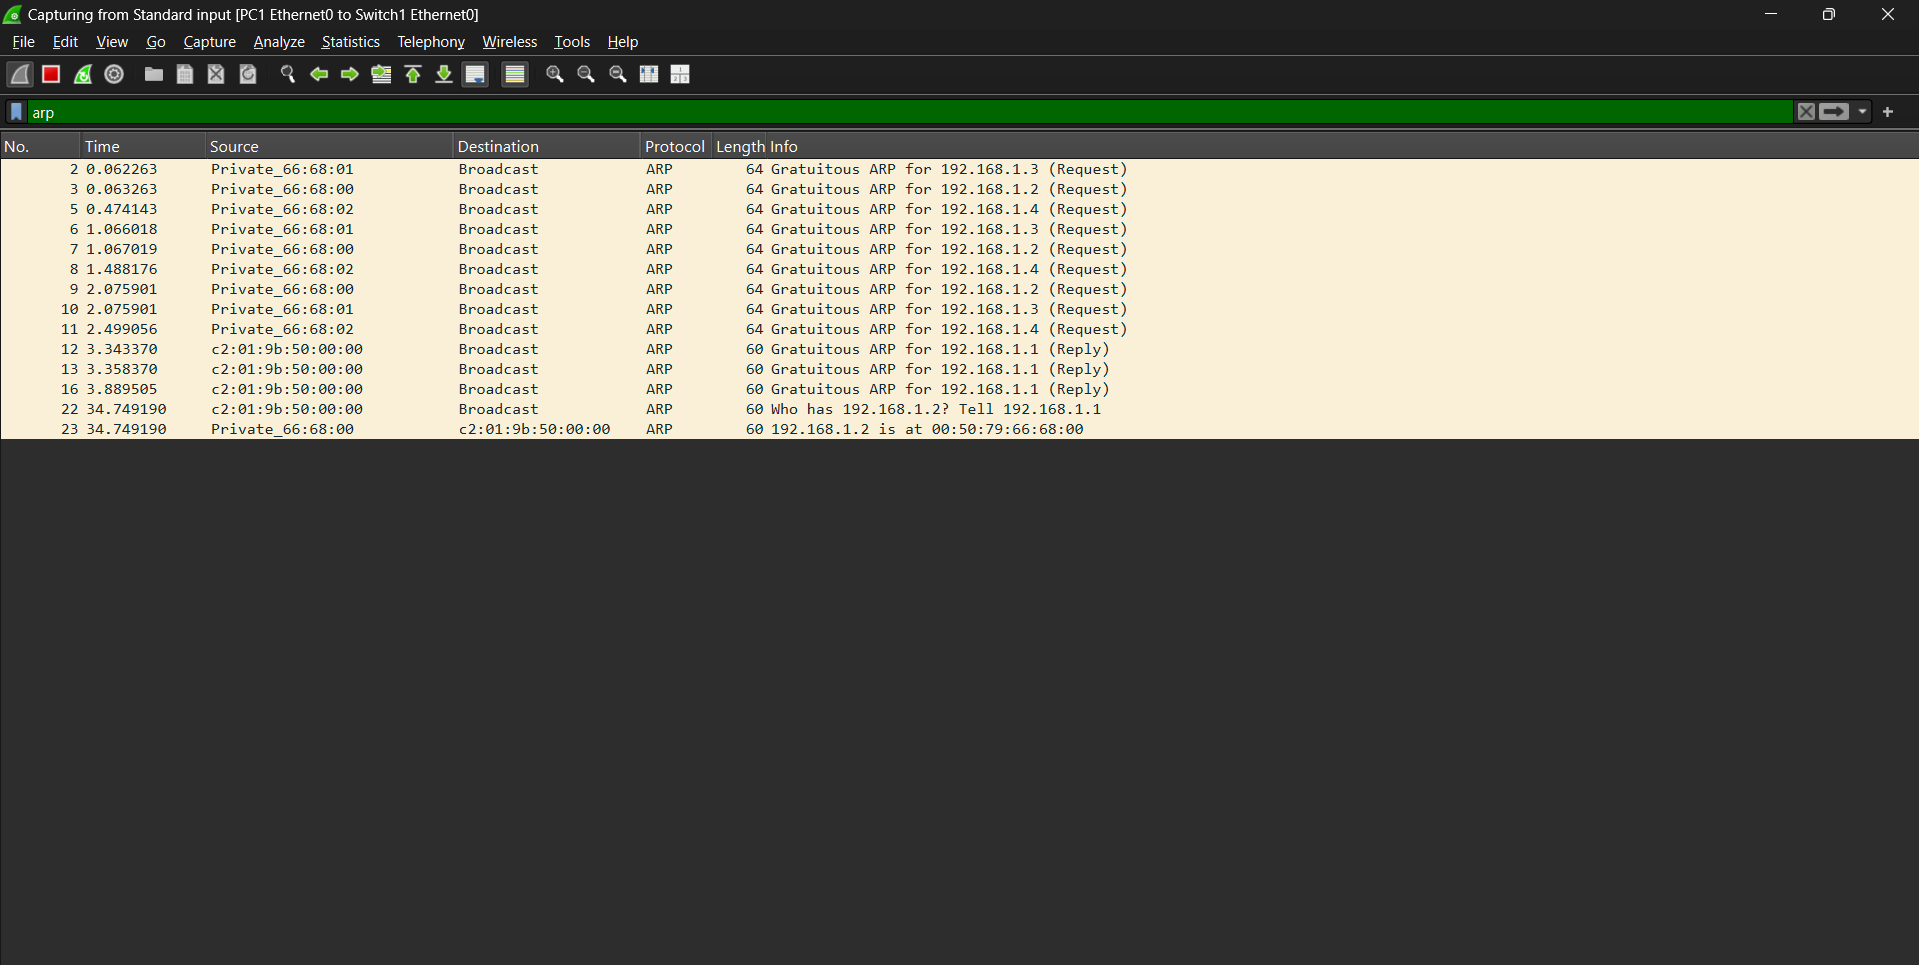 Capturing from Standard input [PC1 Ethernet0 to Switch1 Ethernet0]
File Edit View Go Capture Analyze Statistics Telephony Wireless Tools Help
arp
No. Time Source Destination Protocol Length Info
2 0.062263 Private_66:68:01 Broadcast ARP 64 Gratuitous ARP for 192.168.1.3 (Request)
3 0.063263 Private_66:68:00 Broadcast ARP 64 Gratuitous ARP for 192.168.1.2 (Request)
5 0.474143 Private_66:68:02 Broadcast ARP 64 Gratuitous ARP for 192.168.1.4 (Request)
6 1.066018 Private_66:68:01 Broadcast ARP 64 Gratuitous ARP for 192.168.1.3 (Request)
7 1.067019 Private_66:68:00 Broadcast ARP 64 Gratuitous ARP for 192.168.1.2 (Request)
8 1.488176 Private_66:68:02 Broadcast ARP 64 Gratuitous ARP for 192.168.1.4 (Request)
9 2.075901 Private_66:68:00 Broadcast ARP 64 Gratuitous ARP for 192.168.1.2 (Request)
10 2.075901 Private_66:68:01 Broadcast ARP 64 Gratuitous ARP for 192.168.1.3 (Request)
11 2.499056 Private_66:68:02 Broadcast ARP 64 Gratuitous ARP for 192.168.1.4 (Request)
12 3.343370 c2:01:9b:50:00:00 Broadcast ARP 60 Gratuitous ARP for 192.168.1.1 (Reply)
13 3.358370 c2:01:9b:50:00:00 Broadcast ARP 60 Gratuitous ARP for 192.168.1.1 (Reply)
16 3.889505 c2:01:9b:50:00:00 Broadcast ARP 60 Gratuitous ARP for 192.168.1.1 (Reply)
22 34.749190 c2:01:9b:50:00:00 Broadcast ARP 60 Who has 192.168.1.2? Tell 192.168.1.1
23 34.749190 Private_66:68:00 c2:01:9b:50:00:00 ARP 60 192.168.1.2 is at 00:50:79:66:68:00